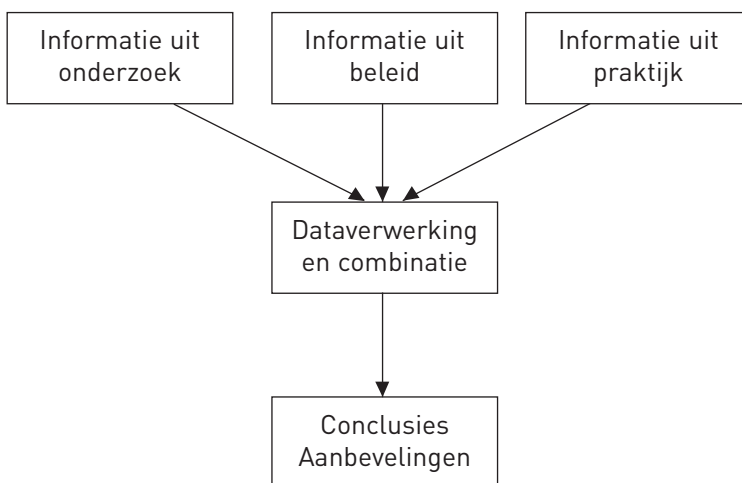 Informatie uit
onderzoek
Informatie uit
beleid
Informatie uit
praktijk
Dataverwerking
en combinatie
Conclusies
Aanbevelingen